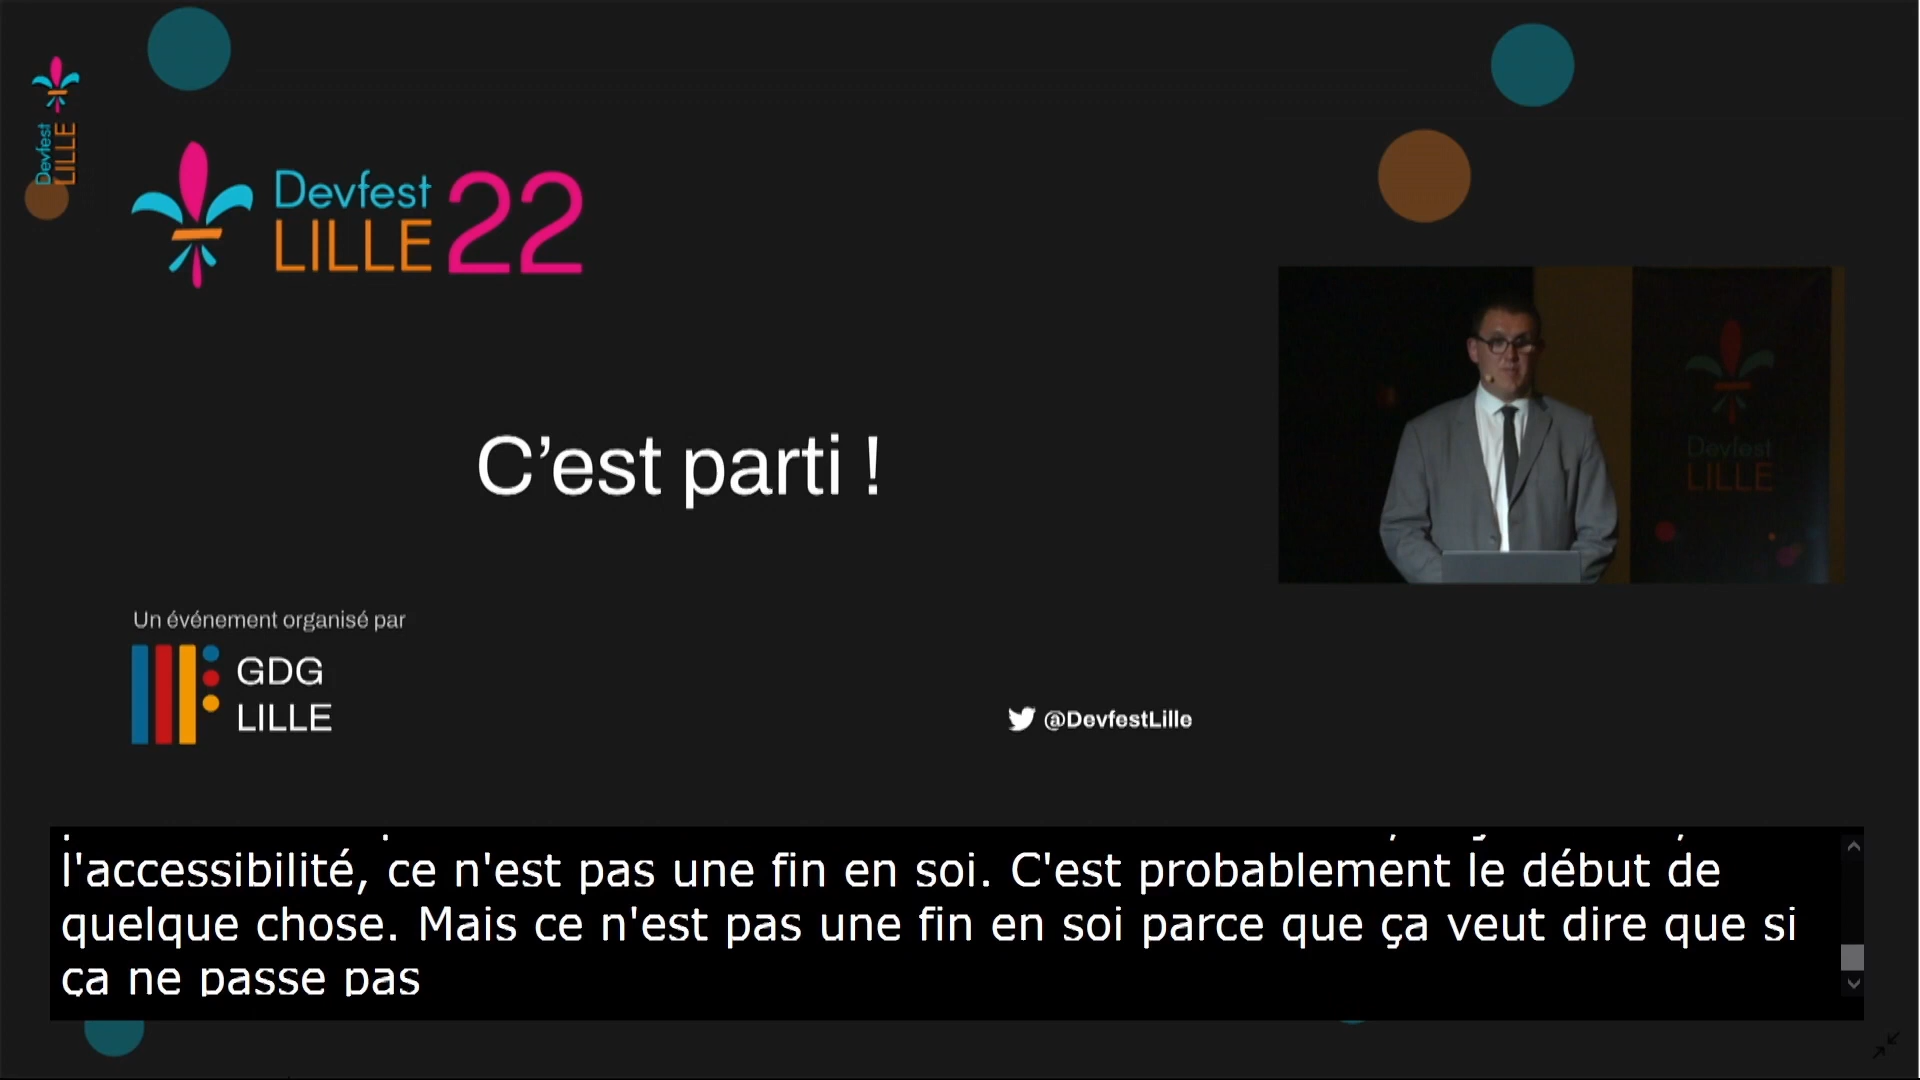 Devfest
LILLE
Devfest
LILLE 22
C’est parti !
Devfest
LILLE
Un événement organisé par
GDG
LILLE
@DevfestLille
l'accessibilité, ce n'est pas une fin en soi. C'est probablement le début de
quelque chose. Mais ce n'est pas une fin en soi parce que ça veut dire que si
ça ne passe pas